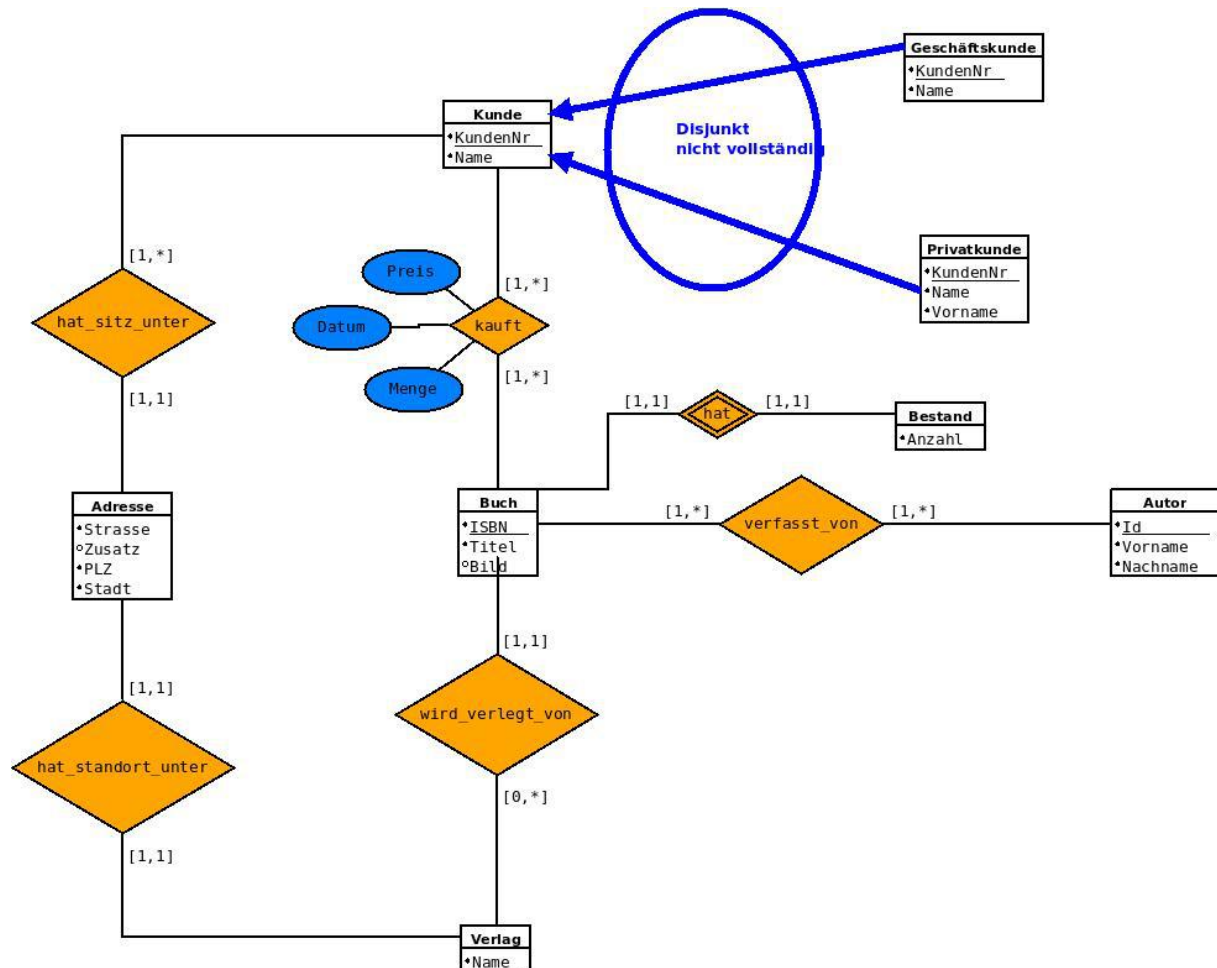 Geschäftskunde
KundenNr
Name
Kunde
KundenNr
Name
Disjunkt
nicht vollständig
Privatkunde
KundenNr
Name
Vorname
[1,*]
hat_sitz_unter
[1,1]
Preis
Datum
Menge
[1,*]
kauft
[1,*]
[1,1]
hat
[1,1]
Bestand
Anzahl
Adresse
Strasse
Zusatz
PLZ
Stadt
Buch
ISBN
Titel
Bild
[1,*]
verfasst_von
[1,*]
Autor
Id
Vorname
Nachname
[1,1]
hat_standort_unter
[1,1]
[1,1]
wird_verlegt_von
[0,*]
Verlag
Name